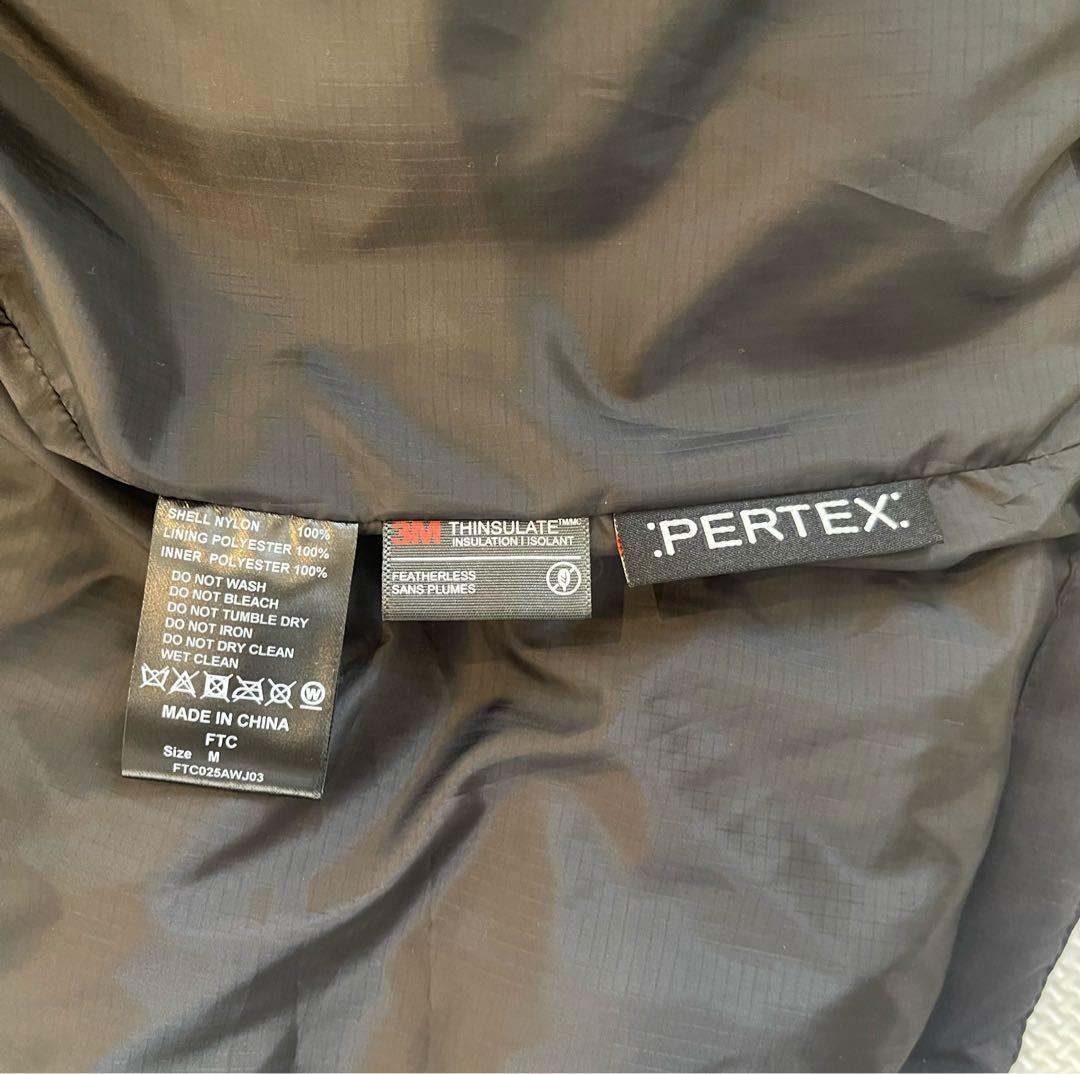 SHELL NYLON 100%
LINING POLYESTER 100%
INNER POLYESTER 100%
DO NOT WASH
DO NOT BLEACH
DO NOT TUMBLE DRY
DO NOT IRON
DO NOT DRY CLEAN
WET CLEAN
W
MADE IN CHINA
FTC
Size M
FTC025AWJ03
3M THINSULATE™/MC
INSULATION | ISOLANT
FEATHERLESS
SANS PLUMES
:PERTEX: